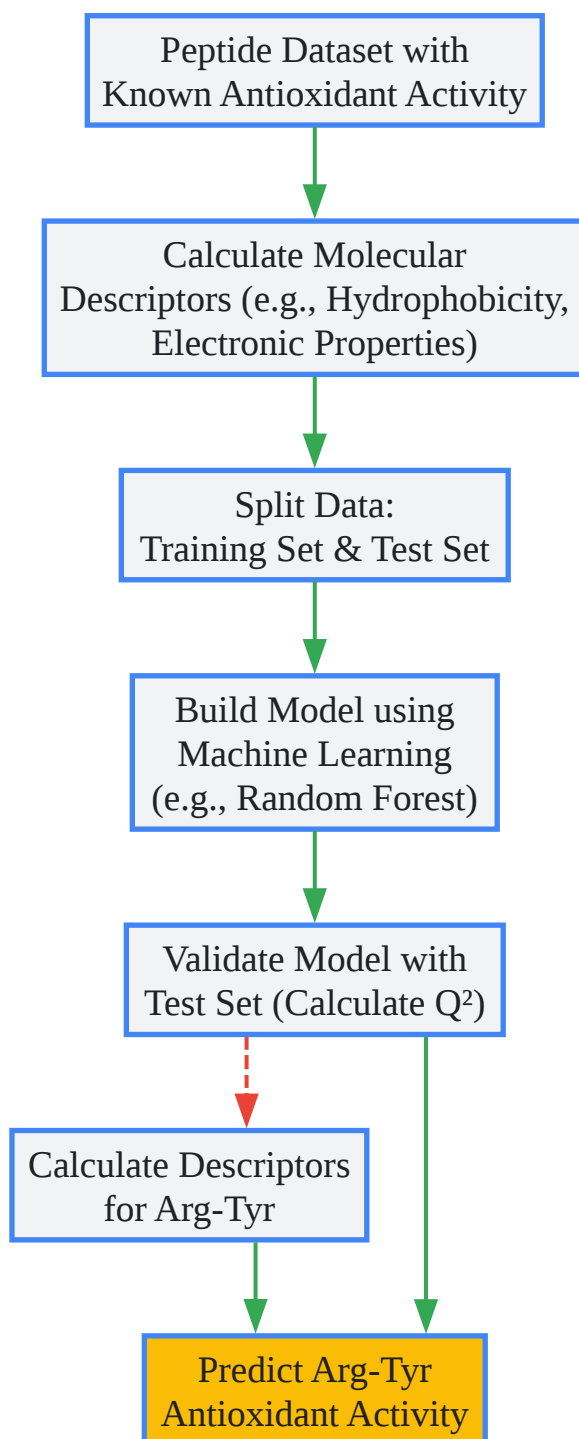 Peptide Dataset with
Known Antioxidant Activity
Calculate Molecular
Descriptors (e.g., Hydrophobicity,
Electronic Properties)
Split Data:
Training Set & Test Set
Build Model using
Machine Learning
(e.g., Random Forest)
Validate Model with
Test Set (Calculate Q²)
Calculate Descriptors
for Arg-Tyr
Predict Arg-Tyr
Antioxidant Activity